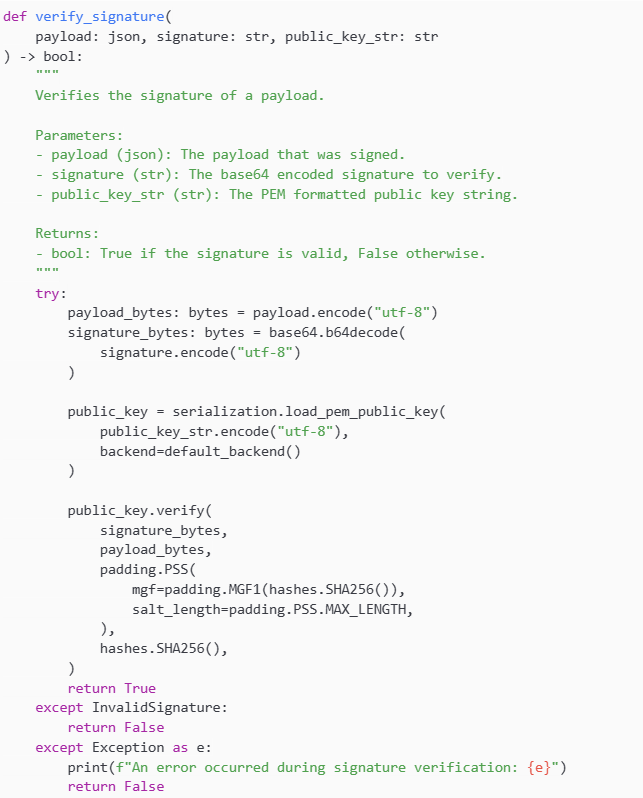 def verify_signature(
    payload: json, signature: str, public_key_str: str
) -> bool:
    """
    Verifies the signature of a payload.

    Parameters:
    - payload (json): The payload that was signed.
    - signature (str): The base64 encoded signature to verify.
    - public_key_str (str): The PEM formatted public key string.

    Returns:
    - bool: True if the signature is valid, False otherwise.
    """
    try:
        payload_bytes: bytes = payload.encode("utf-8")
        signature_bytes: bytes = base64.b64decode(
            signature.encode("utf-8")
        )

        public_key = serialization.load_pem_public_key(
            public_key_str.encode("utf-8"),
            backend=default_backend()
        )

        public_key.verify(
            signature_bytes,
            payload_bytes,
            padding.PSS(
                mgf=padding.MGF1(hashes.SHA256()),
                salt_length=padding.PSS.MAX_LENGTH,
            ),
            hashes.SHA256(),
        )
        return True
    except InvalidSignature:
        return False
    except Exception as e:
        print(f"An error occurred during signature verification: {e}")
        return False